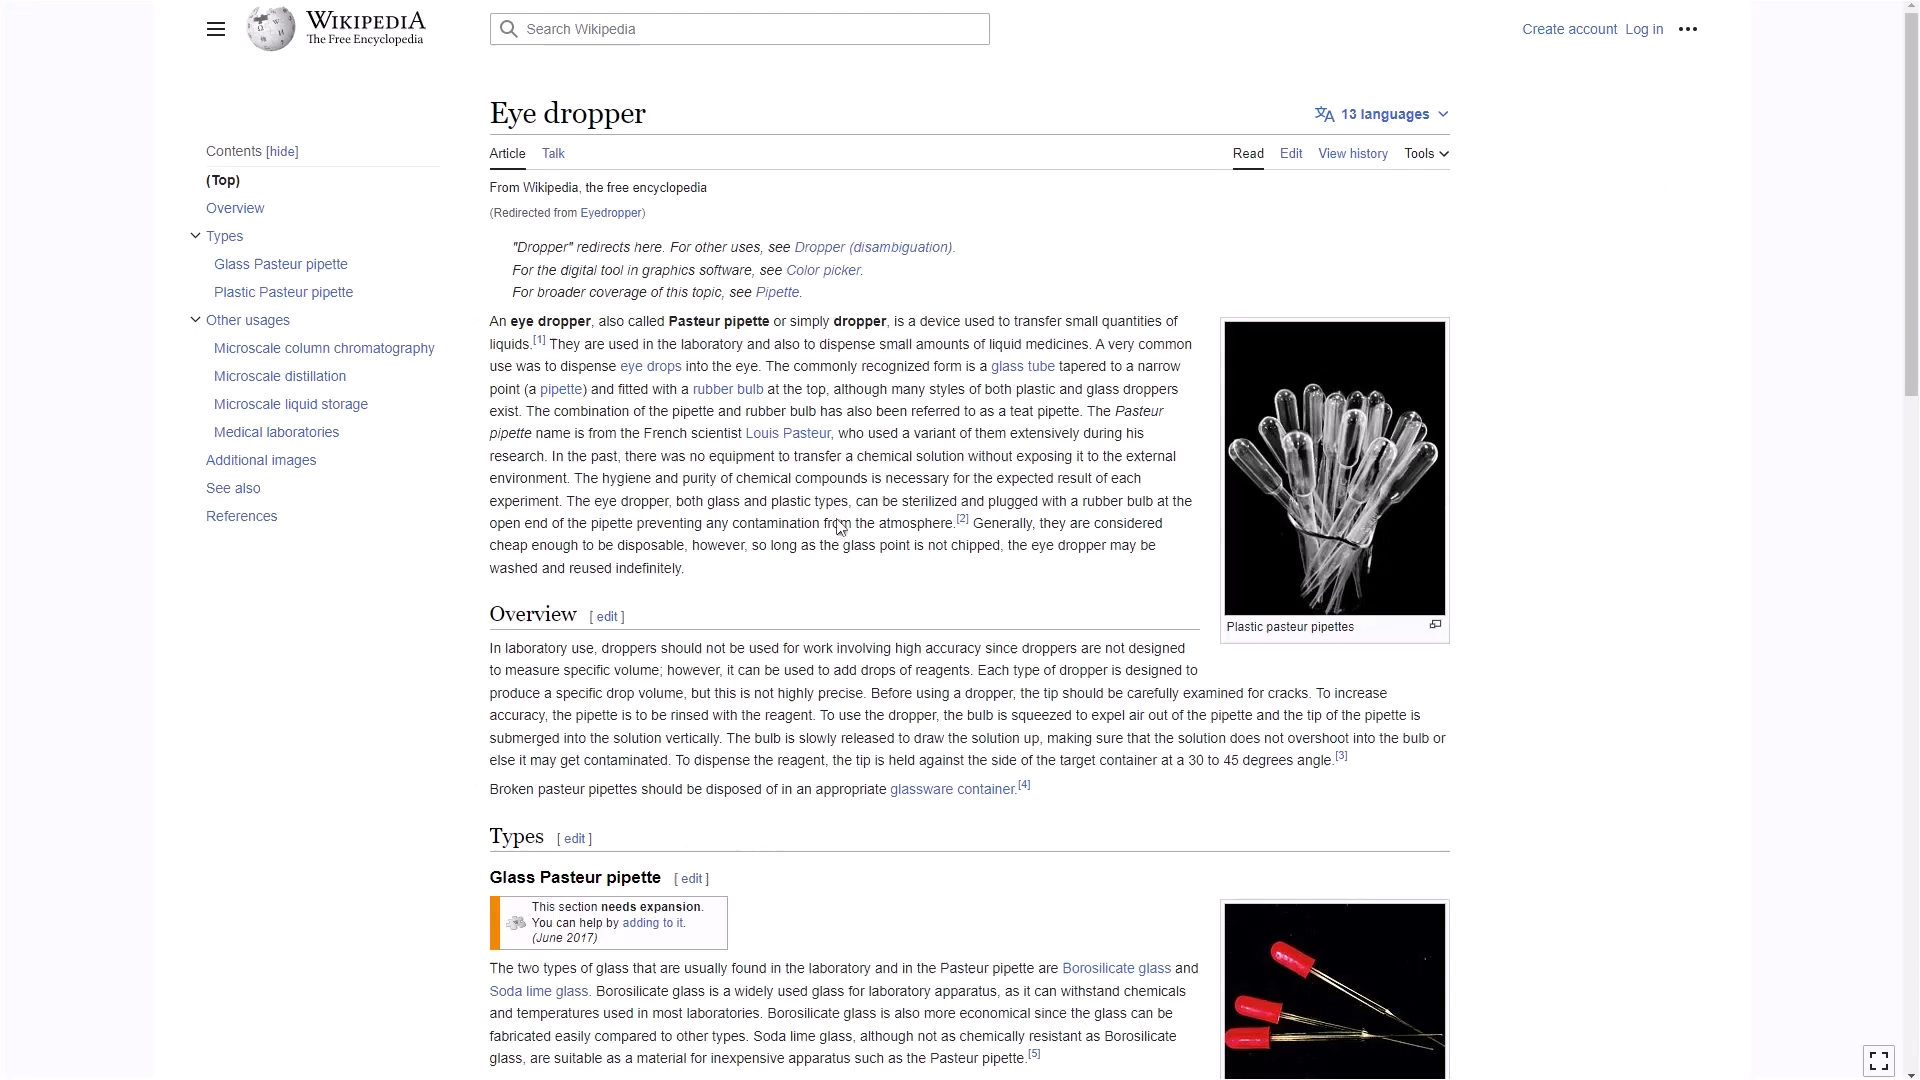 WIKIPEDIA
The Free Encyclopedia
Search Wikipedia
Create account Log in
Eye dropper
13 languages
Contents [hide]
(Top)
Overview
Types
Glass Pasteur pipette
Plastic Pasteur pipette
Other usages
Microscale column chromatography
Microscale distillation
Microscale liquid storage
Medical laboratories
Additional images
See also
References
Article Talk Read Edit View history Tools
From Wikipedia, the free encyclopedia
(Redirected from Eyedropper)
"Dropper" redirects here. For other uses, see Dropper (disambiguation).
For the digital tool in graphics software, see Color picker.
For broader coverage of this topic, see Pipette.
An eye dropper, also called Pasteur pipette or simply dropper, is a device used to transfer small quantities of
liquids.[1] They are used in the laboratory and also to dispense small amounts of liquid medicines. A very common
use was to dispense eye drops into the eye. The commonly recognized form is a glass tube tapered to a narrow
point (a pipette) and fitted with a rubber bulb at the top, although many styles of both plastic and glass droppers
exist. The combination of the pipette and rubber bulb has also been referred to as a teat pipette. The Pasteur
pipette name is from the French scientist Louis Pasteur, who used a variant of them extensively during his
research. In the past, there was no equipment to transfer a chemical solution without exposing it to the external
environment. The hygiene and purity of chemical compounds is necessary for the expected result of each
experiment. The eye dropper, both glass and plastic types, can be sterilized and plugged with a rubber bulb at the
open end of the pipette preventing any contamination from the atmosphere.[2] Generally, they are considered
cheap enough to be disposable, however, so long as the glass point is not chipped, the eye dropper may be
washed and reused indefinitely.
Plastic pasteur pipettes
Overview [ edit ]
In laboratory use, droppers should not be used for work involving high accuracy since droppers are not designed
to measure specific volume; however, it can be used to add drops of reagents. Each type of dropper is designed to
produce a specific drop volume, but this is not highly precise. Before using a dropper, the tip should be carefully examined for cracks. To increase
accuracy, the pipette is to be rinsed with the reagent. To use the dropper, the bulb is squeezed to expel air out of the pipette and the tip of the pipette is
submerged into the solution vertically. The bulb is slowly released to draw the solution up, making sure that the solution does not overshoot into the bulb or
else it may get contaminated. To dispense the reagent, the tip is held against the side of the target container at a 30 to 45 degrees angle.[3]
Broken pasteur pipettes should be disposed of in an appropriate glassware container.[4]
Types [ edit ]
Glass Pasteur pipette [ edit ]
This section needs expansion.
You can help by adding to it.
(June 2017)
The two types of glass that are usually found in the laboratory and in the Pasteur pipette are Borosilicate glass and
Soda lime glass. Borosilicate glass is a widely used glass for laboratory apparatus, as it can withstand chemicals
and temperatures used in most laboratories. Borosilicate glass is also more economical since the glass can be
fabricated easily compared to other types. Soda lime glass, although not as chemically resistant as Borosilicate
glass, are suitable as a material for inexpensive apparatus such as the Pasteur pipette.[5]